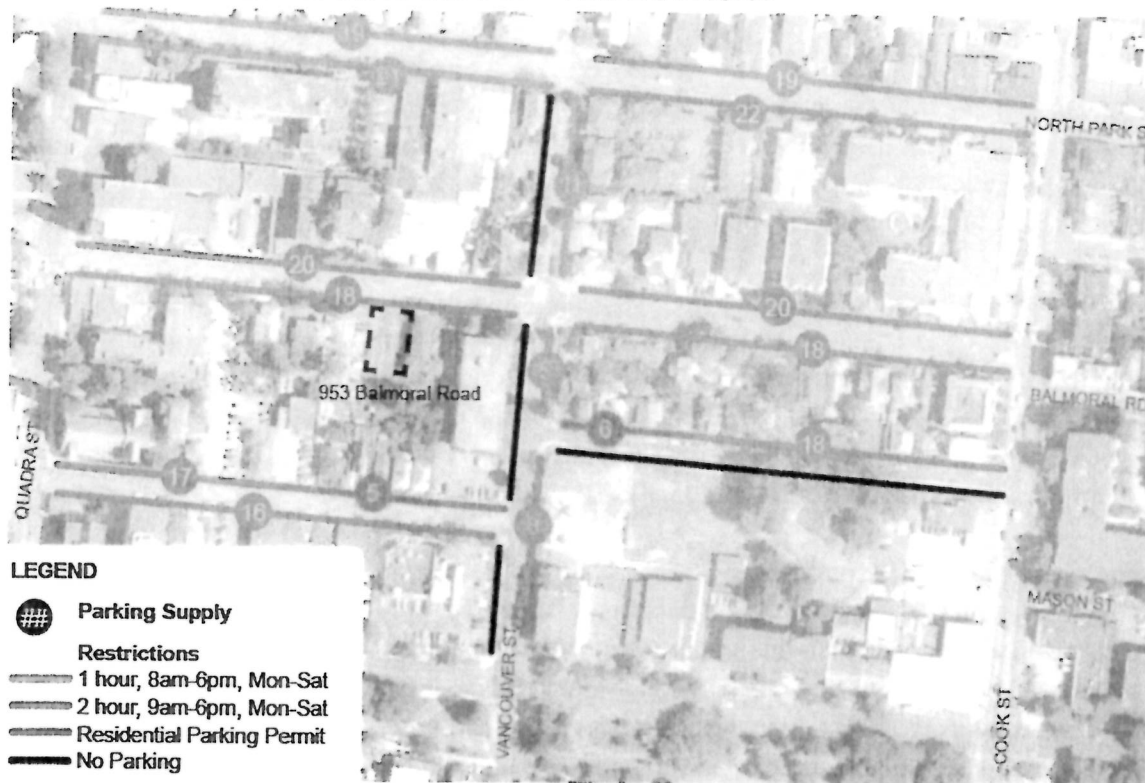 19
22
NORTH PARK S
20
18
20
18
953 Balmoral Road
BALMORAL RD
6
18
QUADRA ST
17
16
LEGEND
### Parking Supply
Restrictions
1 hour, 8am-6pm, Mon-Sat
2 hour, 9am-6pm, Mon-Sat
Residential Parking Permit
No Parking
MASON ST
VANCOUVER ST
COOK ST